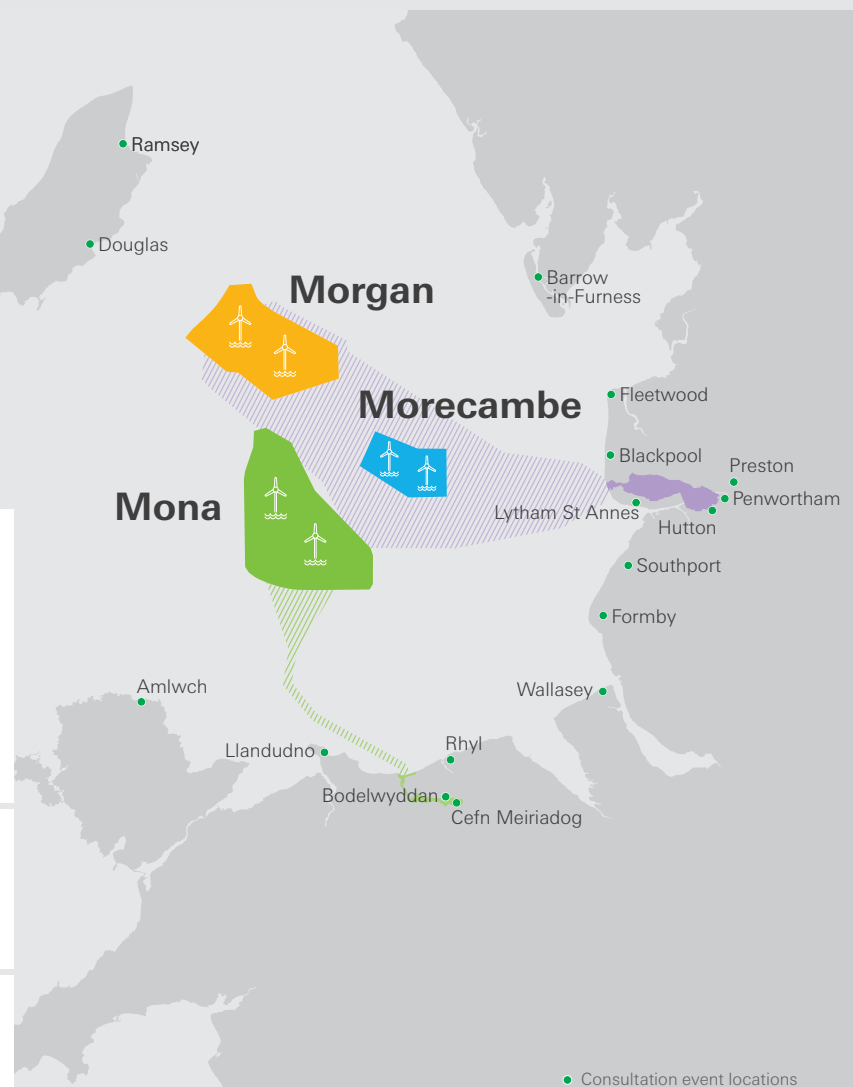 Ramsey
Douglas
Barrow
-in-Furness
Morgan
Morecambe
Fleetwood
Blackpool
Preston
Penwortham
Mona
Lytham St Annes
Hutton
Southport
Formby
Amlwch
Wallasey
Rhyl
Llandudno
Bodelwyddan
Cefn Meiriadog
Consultation event locations